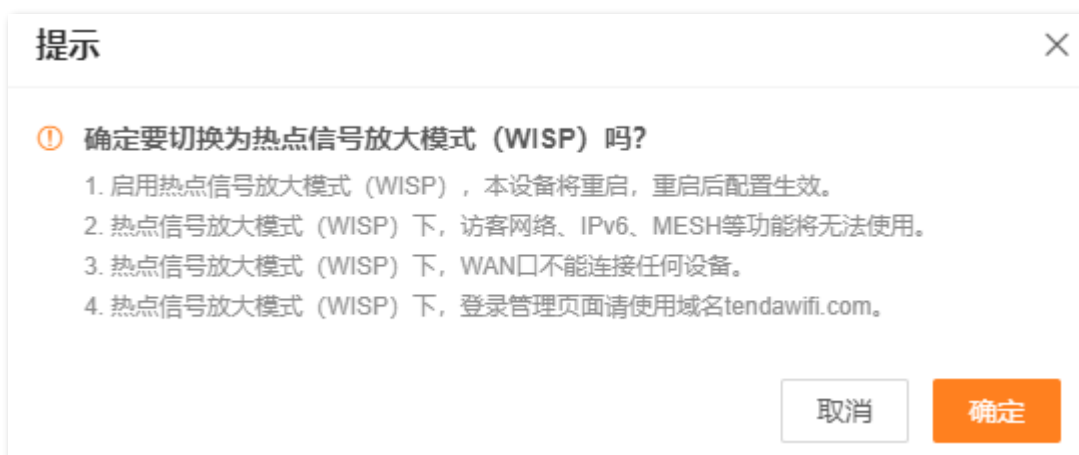 提示
确定要切换为热点信号放大模式（WISP）吗?
1. 启用热点信号放大模式（WISP），本设备将重启，重启后配置生效。
2. 热点信号放大模式（WISP）下，访客网络、IPv6、MESH等功能将无法使用。
3. 热点信号放大模式（WISP）下，WAN口不能连接任何设备。
4. 热点信号放大模式（WISP）下，登录管理页面请使用域名tendawifi.com。
取消
确定